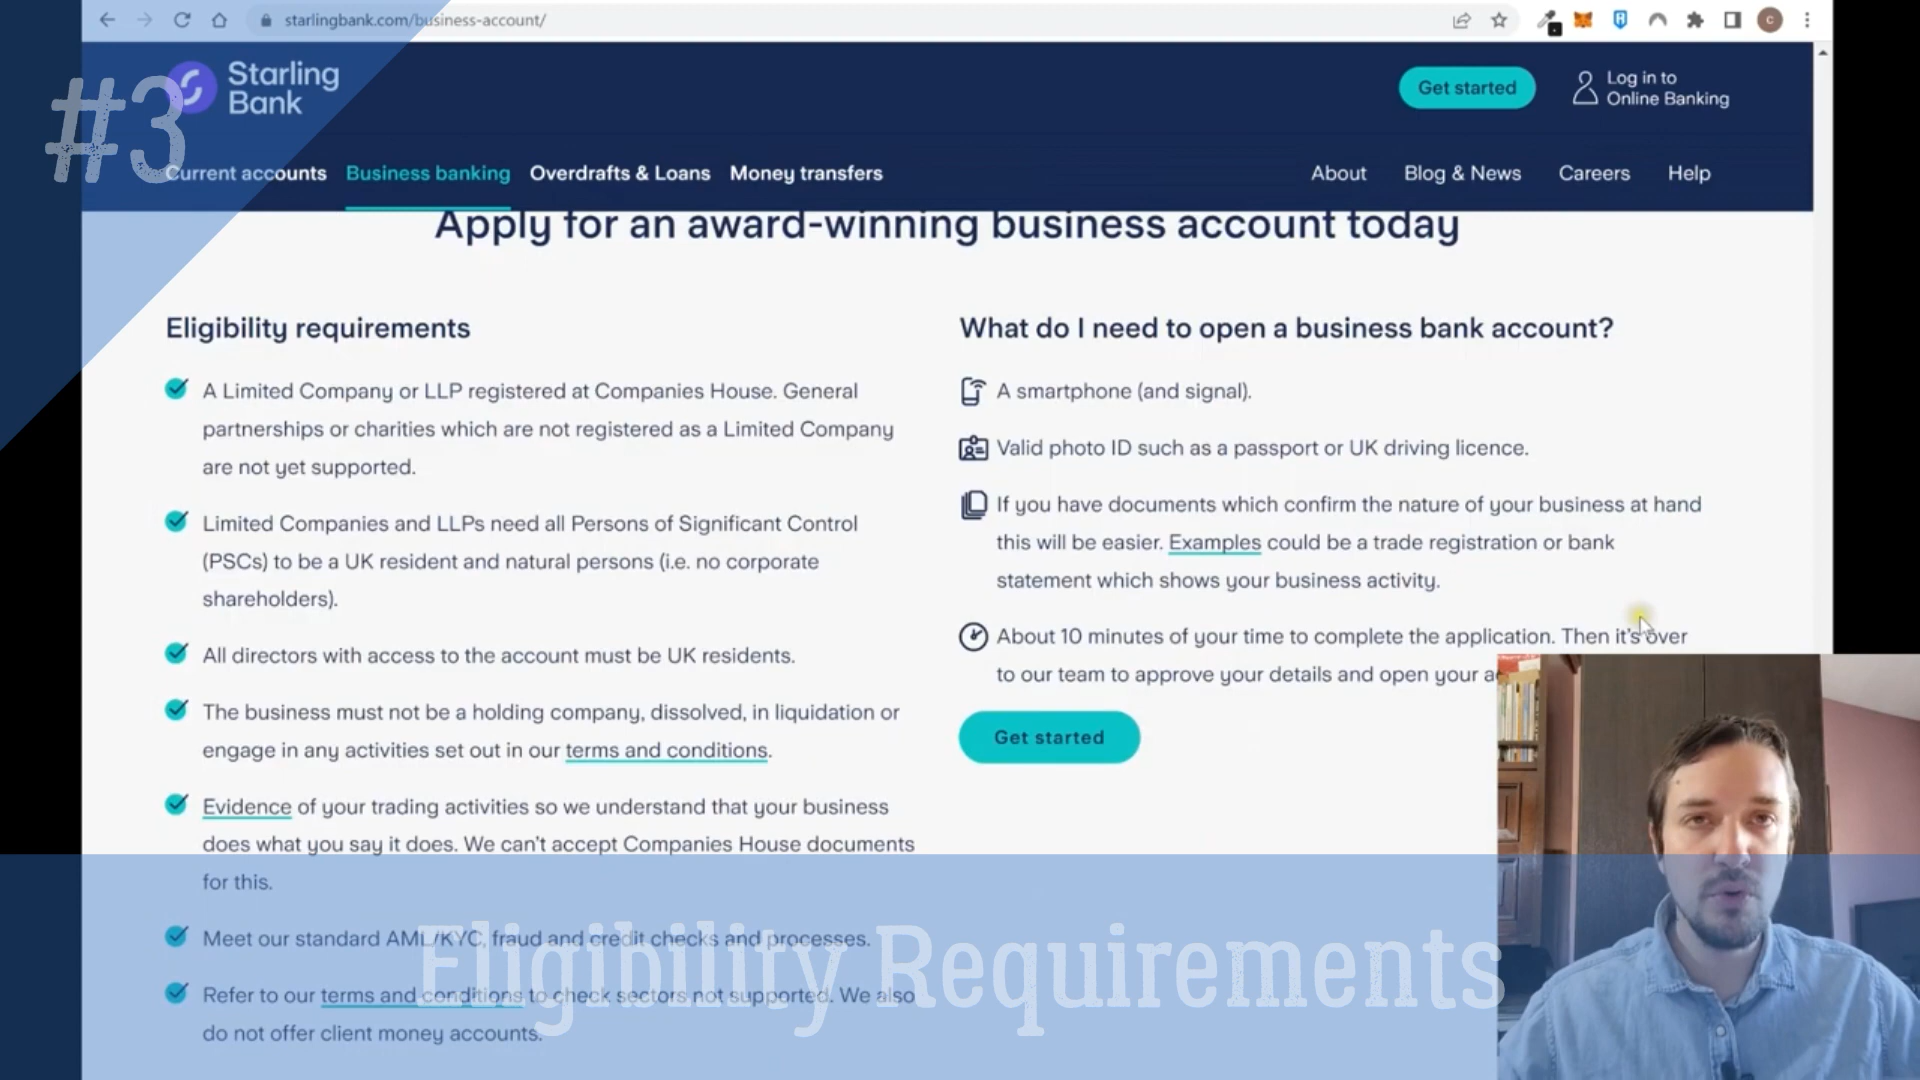 starlingbank.com/business-account/
C
#3
Starling
Bank
Get started
Log in to
Online Banking
Current accounts
Business banking
Overdrafts & Loans
Money transfers
About
Blog & News
Careers
Help
Apply for an award-winning business account today
Eligibility requirements
A Limited Company or LLP registered at Companies House. General
partnerships or charities which are not registered as a Limited Company
are not yet supported.
Limited Companies and LLPs need all Persons of Significant Control
(PSCs) to be a UK resident and natural persons (i.e. no corporate
shareholders).
All directors with access to the account must be UK residents.
The business must not be a holding company, dissolved, in liquidation or
engage in any activities set out in our terms and conditions.
Evidence of your trading activities so we understand that your business
does what you say it does. We can't accept Companies House documents
for this.
Meet our standard AML/KYC, fraud and credit checks and processes.
Refer to our terms and conditions to check sectors not supported. We also
do not offer client money accounts.
What do I need to open a business bank account?
A smartphone (and signal).
Valid photo ID such as a passport or UK driving licence.
If you have documents which confirm the nature of your business at hand
this will be easier. Examples could be a trade registration or bank
statement which shows your business activity.
About 10 minutes of your time to complete the application. Then it's over
to our team to approve your details and open your
Get started
Eligibility Requirements